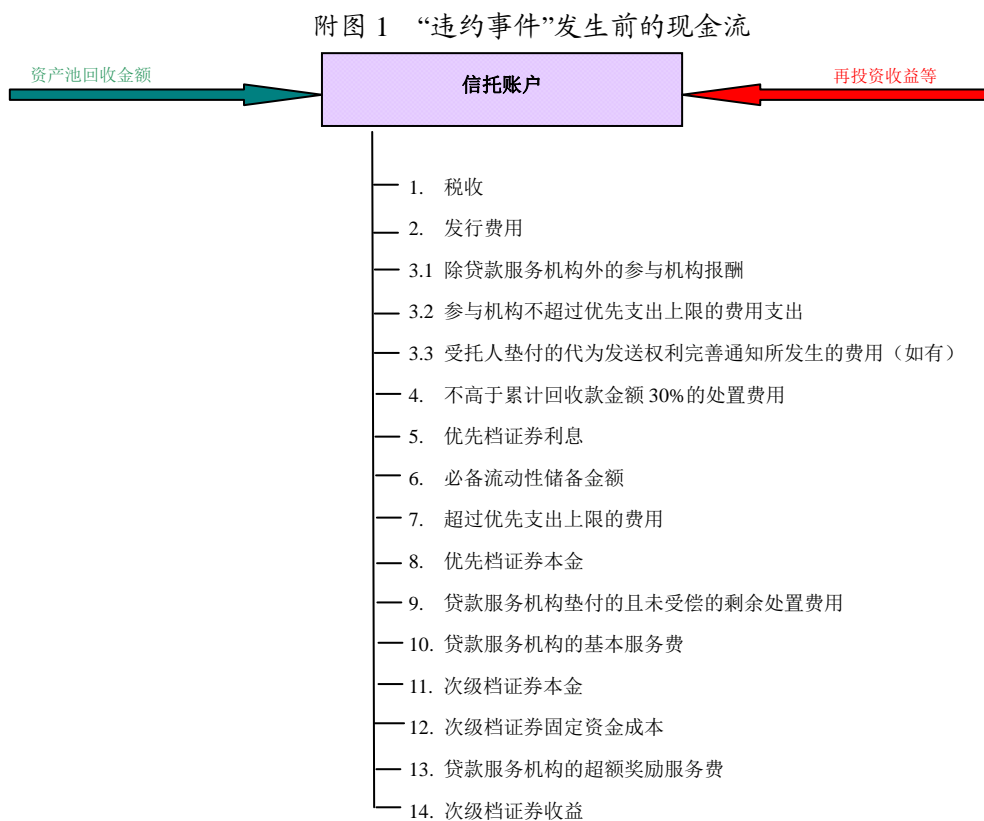 附图 1 “违约事件”发生前的现金流
资产池回收金额
信托账户
再投资收益等
1. 税收
2. 发行费用
3.1 除贷款服务机构外的参与机构报酬
3.2 参与机构不超过优先支出上限的费用支出
3.3 受托人垫付的代为发送权利完善通知所发生的费用（如有）
4. 不高于累计回收款金额 30%的处置费用
5. 优先档证券利息
6. 必备流动性储备金额
7. 超过优先支出上限的费用
8. 优先档证券本金
9. 贷款服务机构垫付的且未受偿的剩余处置费用
10. 贷款服务机构的基本服务费
11. 次级档证券本金
12. 次级档证券固定资金成本
13. 贷款服务机构的超额奖励服务费
14. 次级档证券收益